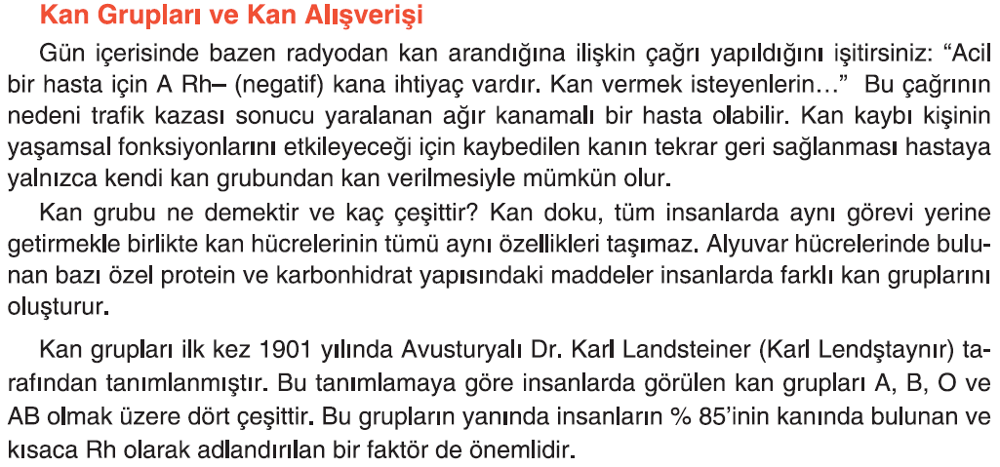 Kan Grupları ve Kan Alışverişi
Gün içerisinde bazen radyodan kan arandığına ilişkin çağrı yapıldığını işitirsiniz: “Acil
bir hasta için A Rh– (negatif) kana ihtiyaç vardır. Kan vermek isteyenlerin…” Bu çağrının
nedeni trafik kazası sonucu yaralanan ağır kanamalı bir hasta olabilir. Kan kaybı kişinin
yaşamsal fonksiyonlarını etkileyeceği için kaybedilen kanın tekrar geri sağlanması hastaya
yalnızca kendi kan grubundan kan verilmesiyle mümkün olur.
Kan grubu ne demektir ve kaç çeşittir? Kan doku, tüm insanlarda aynı görevi yerine
getirmekle birlikte kan hücrelerinin tümü aynı özellikleri taşımaz. Alyuvar hücrelerinde bulu-
nan bazı özel protein ve karbonhidrat yapısındaki maddeler insanlarda farklı kan gruplarını
oluşturur.
Kan grupları ilk kez 1901 yılında Avusturyalı Dr. Karl Landsteiner (Karl Lendştaynır) ta-
rafından tanımlanmıştır. Bu tanımlamaya göre insanlarda görülen kan grupları A, B, O ve
AB olmak üzere dört çeşittir. Bu grupların yanında insanların % 85’inin kanında bulunan ve
kısaca Rh olarak adlandırılan bir faktör de önemlidir.